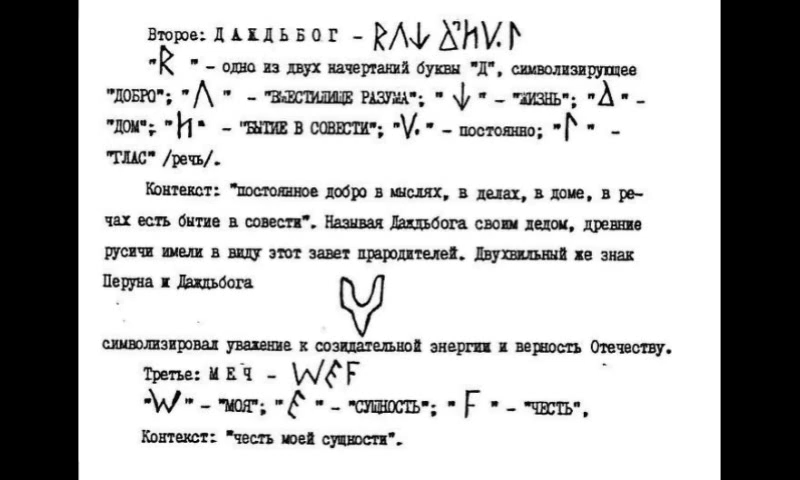 Второе: ДАЖДЬБОГ –
" " – одно из двух начертаний буквы "Д", символизирующее
"ДОБРО"; " " – "ВМЕСТИЛИЩЕ РАЗУМА"; " " – "ЖИЗНЬ"; " " –
"ДОМ"; " " – "БЫТИЕ В СОВЕСТИ"; " " – постоянно; " " –
"ГЛАС" /речь/.
Контекст: "постоянное добро в мыслях, в делах, в доме, в ре-
чах есть бытие в совести". Называя Даждьбога своим дедом, древние
русичи имели в виду этот завет прародителей. Двухвильный же знак
Перуна и Даждьбога
символизировал уважение к созидательной энергии и верность Отечеству.
Третье: МЕЧ –
" " – "МОЯ"; " " – "СУЩНОСТЬ"; " " – "ЧЕСТЬ",
Контекст: "честь моей сущности".